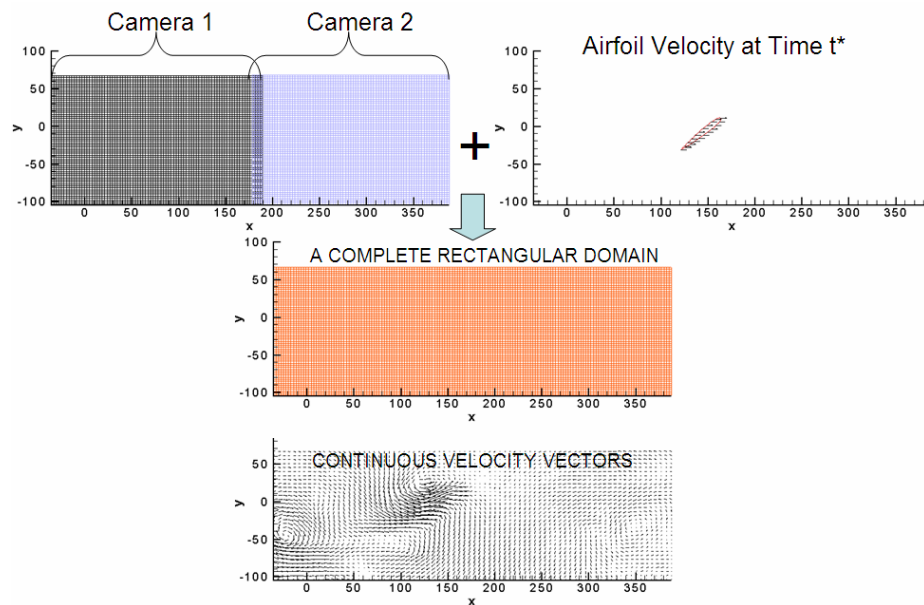 Camera 1
Camera 2
100
50
0
-50
-100
y
0 50 100 150 200 250 300 350
x
+
Airfoil Velocity at Time t*
100
50
0
-50
-100
y
0 50 100 150 200 250 300 350
x
A COMPLETE RECTANGULAR DOMAIN
100
50
0
-50
-100
y
0 50 100 150 200 250 300 350
x
CONTINUOUS VELOCITY VECTORS
50
0
-50
-100
y
0 50 100 150 200 250 300 350
x